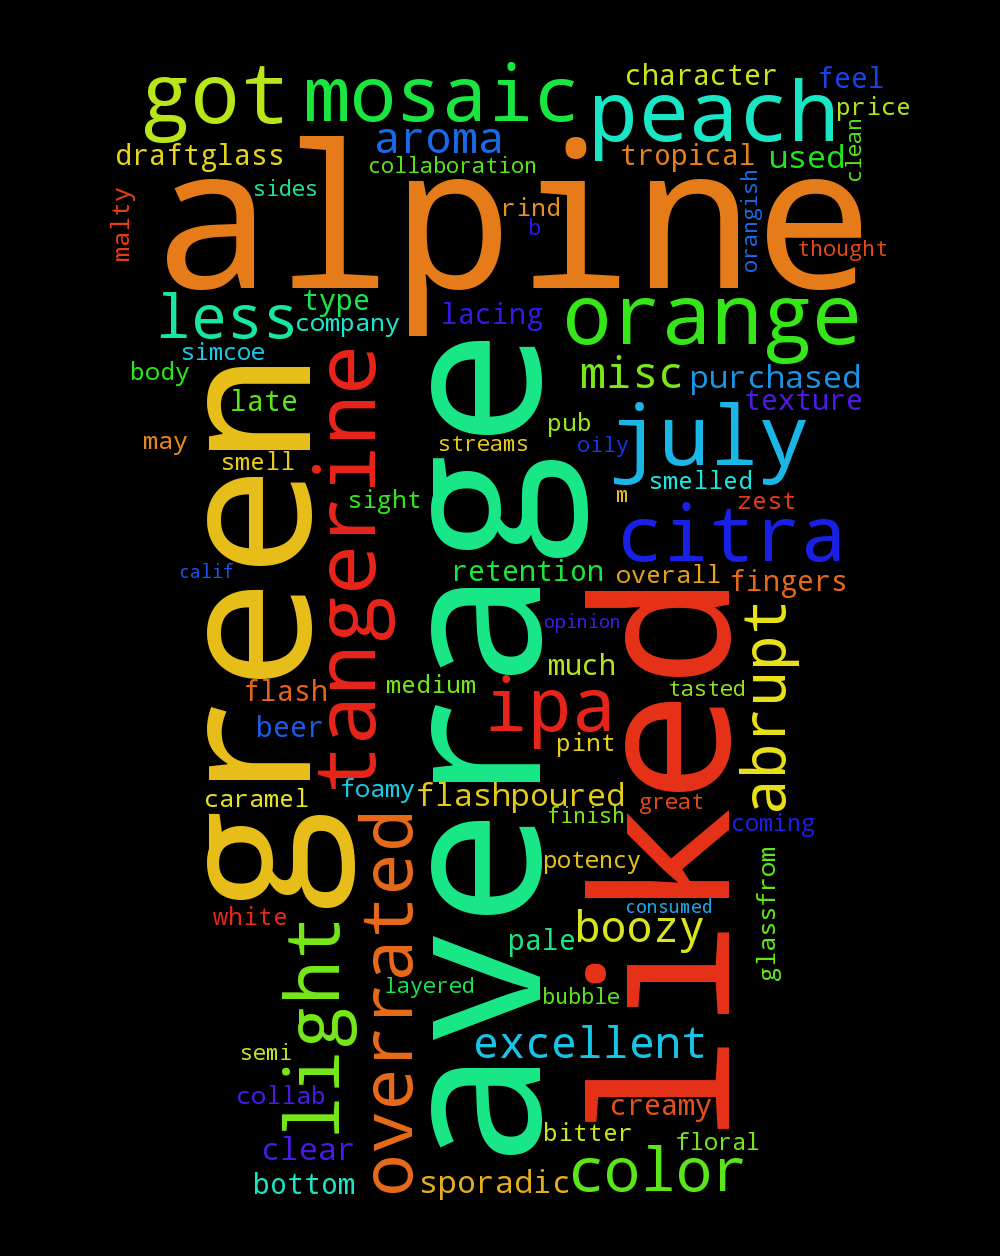 got
mosaic
character
feel
peach
price
aroma
clean
draftglass
collaboration
tropical
used
alpine
sides
malty
rind
b
orangish
thought
less
type
company
lacing
orange
simcoe
body
misc
purchased
green
late
tangerine
average
texture
july
pub
may
streams
oily
smell
smelled
sight
m
zest
citra
calif
retention
overall
fingers
liked
abrupt
opinion
much
flash
medium
ipa
tasted
beer
pint
caramel
foamy
flashpoured
great
finish
coming
overrated
potency
glassfrom
white
consumed
light
boozy
pale
layered
bubble
excellent
semi
collab
creamy
clear
bitter
floral
bottom
sporadic
color